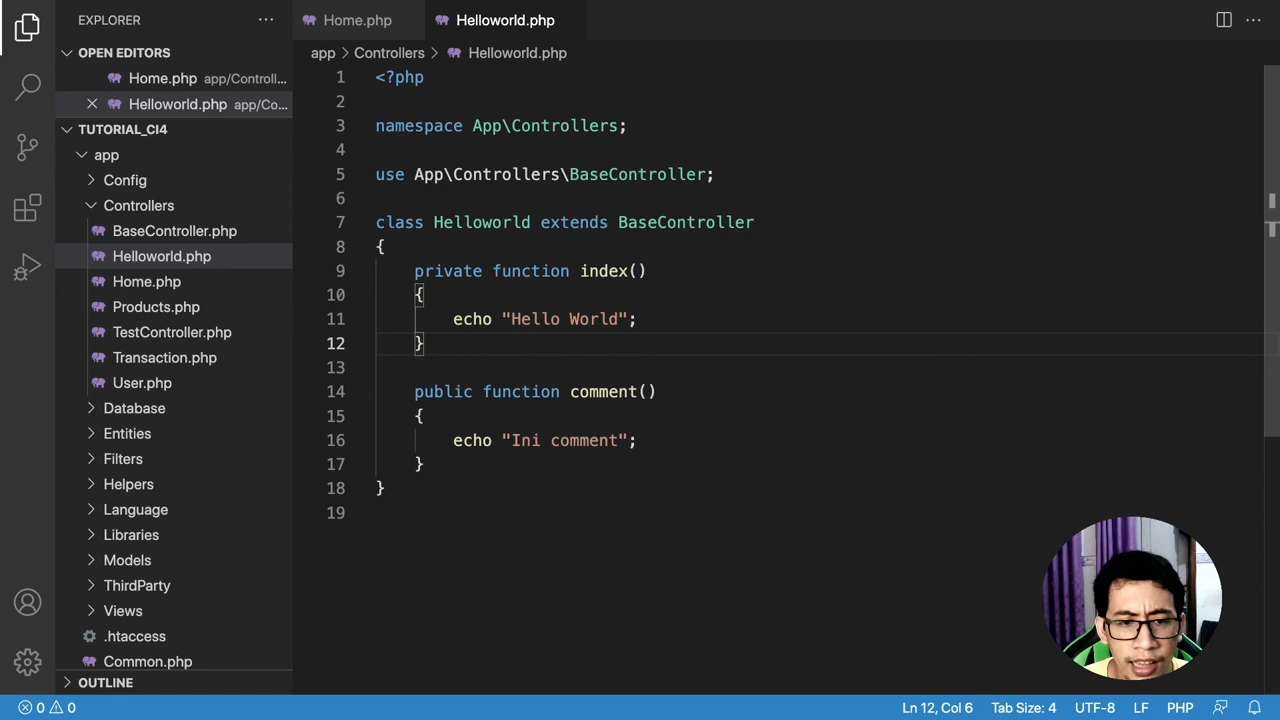 EXPLORER
···
OPEN EDITORS
Home.php app/Controll...
Helloworld.php app/Co...
TUTORIAL_CI4
app
Config
Controllers
BaseController.php
Helloworld.php
Home.php
Products.php
TestController.php
Transaction.php
User.php
Database
Entities
Filters
Helpers
Language
Libraries
Models
ThirdParty
Views
.htaccess
Common.php
OUTLINE
Home.php
Helloworld.php
···
app > Controllers > Helloworld.php
1 <?php
2
3 namespace App\Controllers;
4
5 use App\Controllers\BaseController;
6
7 class Helloworld extends BaseController
8 {
9 private function index()
10 {
11 echo "Hello World";
12 }
13
14 public function comment()
15 {
16 echo "Ini comment";
17 }
18 }
19
0 0
Ln 12, Col 6 Tab Size: 4 UTF-8 LF PHP